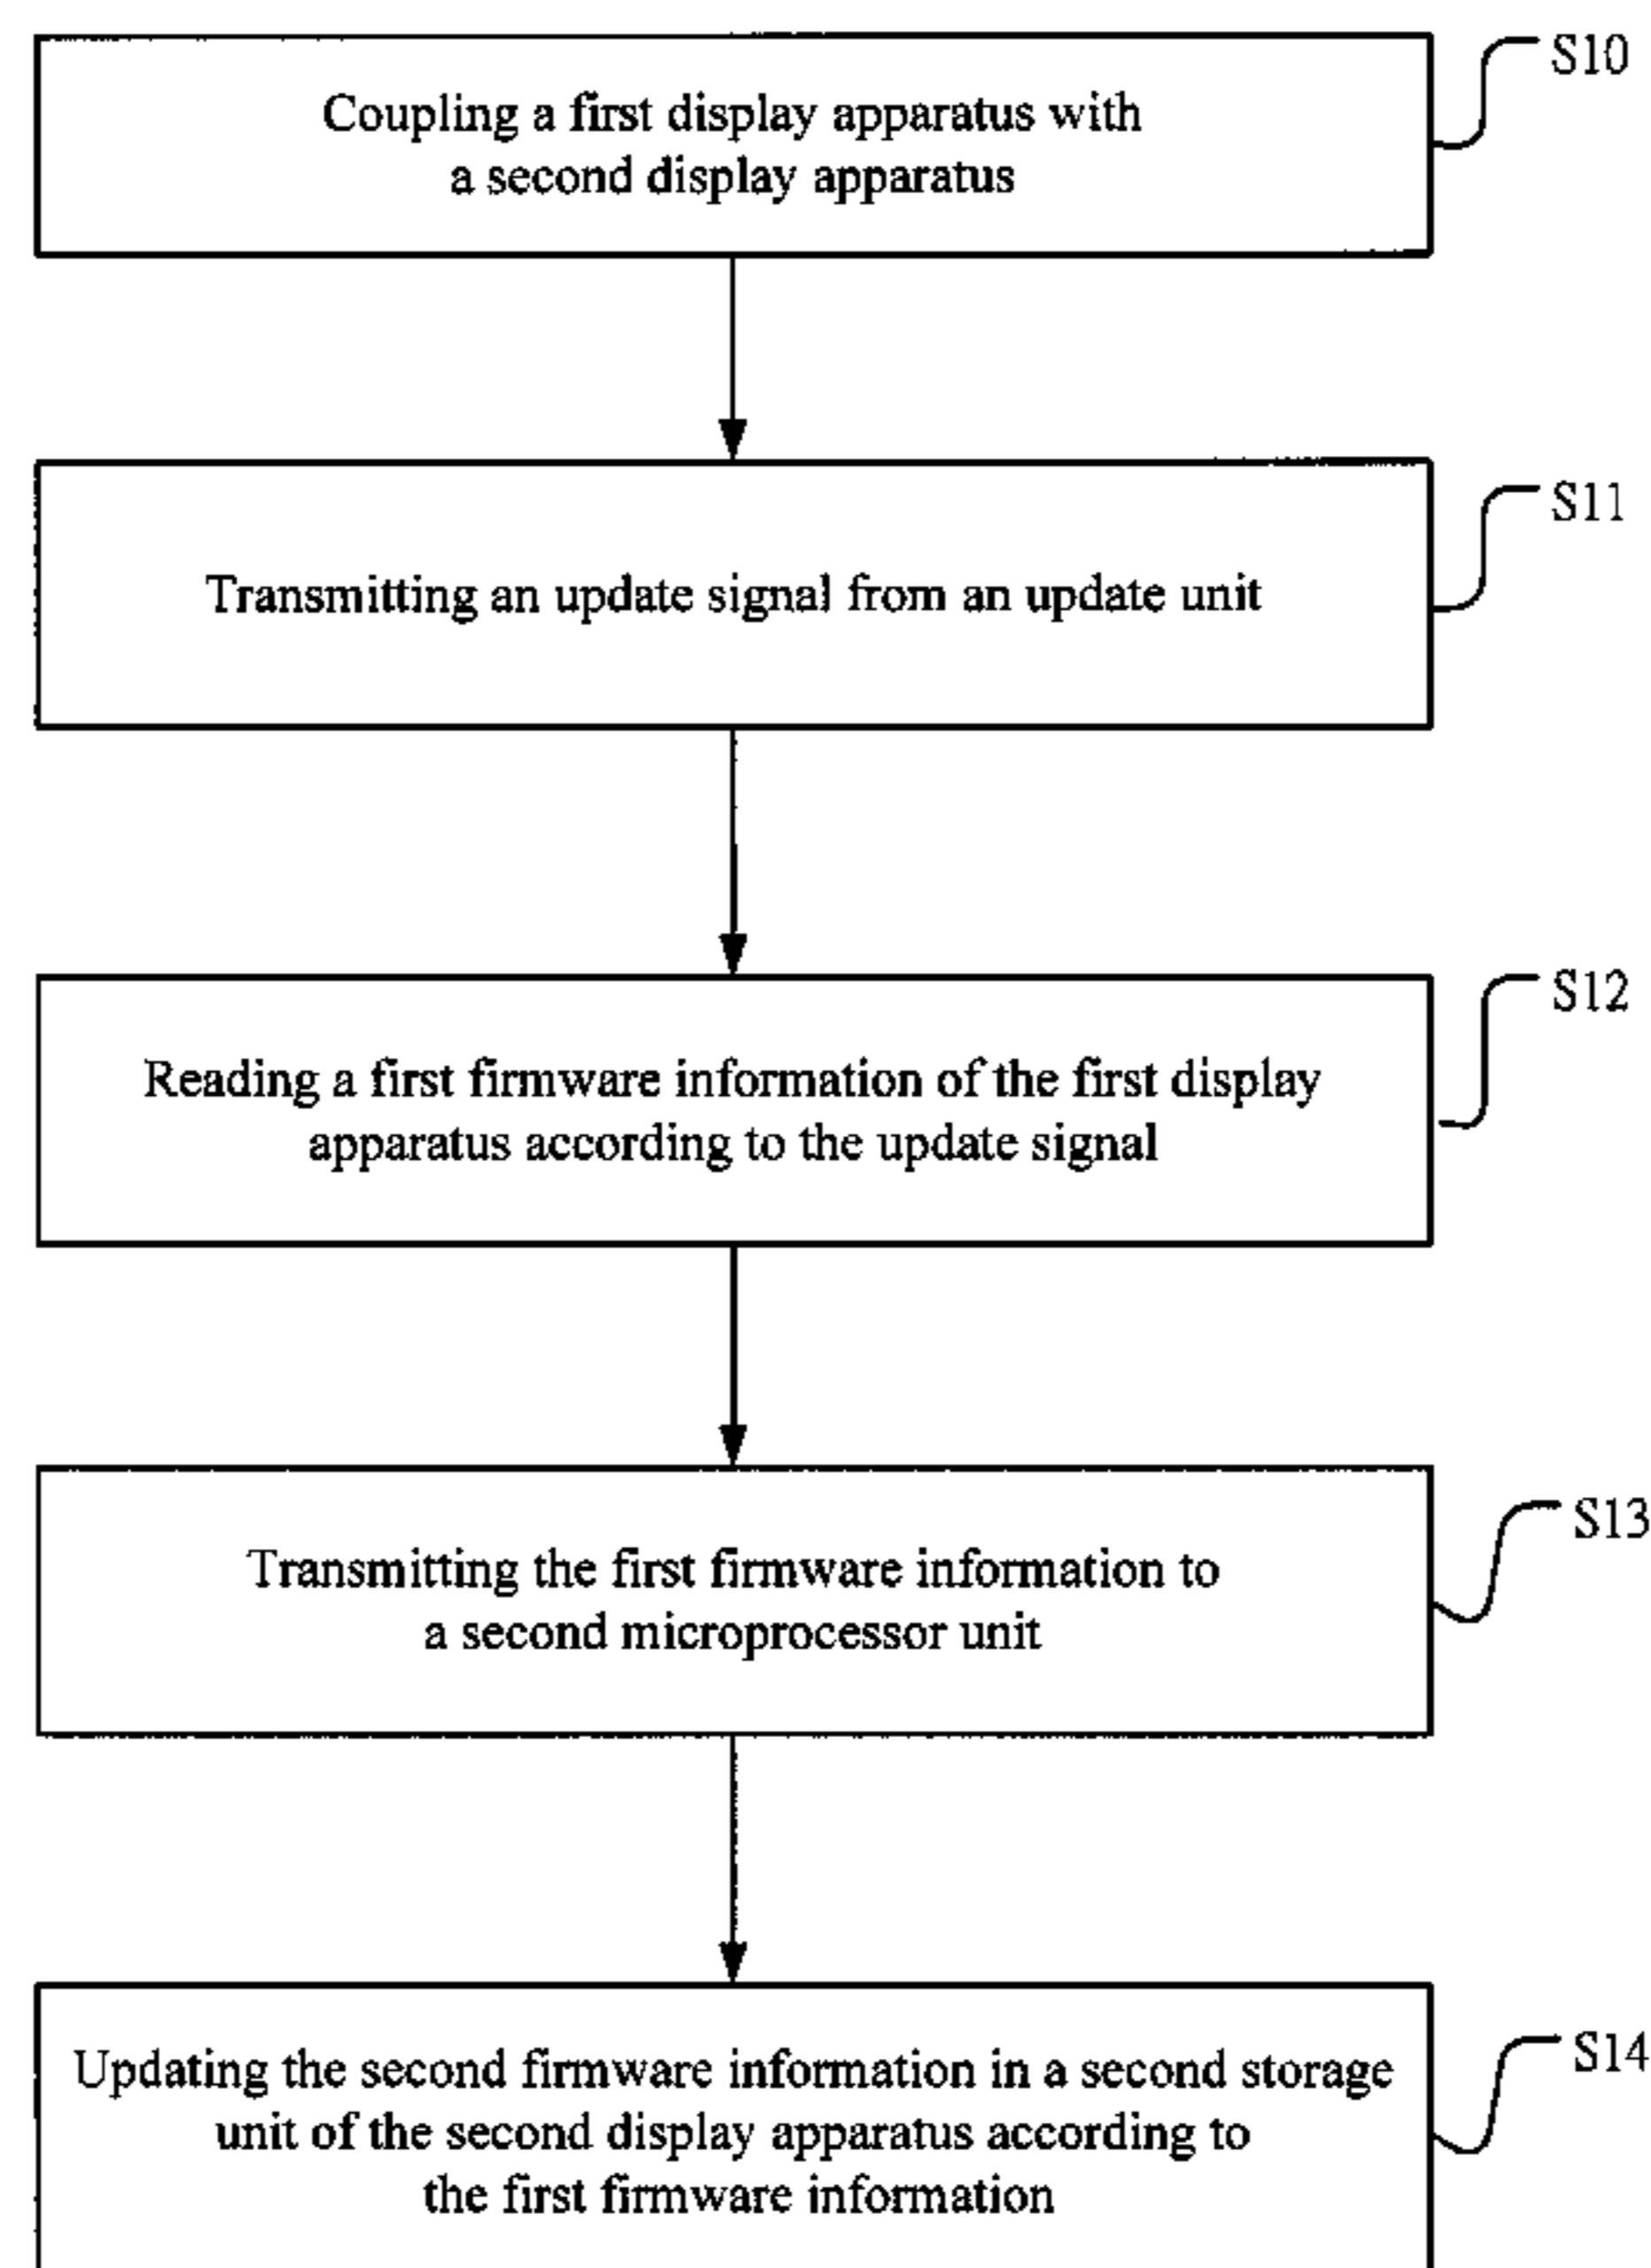 S10
Coupling a first display apparatus with
a second display apparatus
S11
Transmitting an update signal from an update unit
S12
Reading a first firmware information of the first display
apparatus according to the update signal
S13
Transmitting the first firmware information to
a second microprocessor unit
S14
Updating the second firmware information in a second storage
unit of the second display apparatus according to
the first firmware information